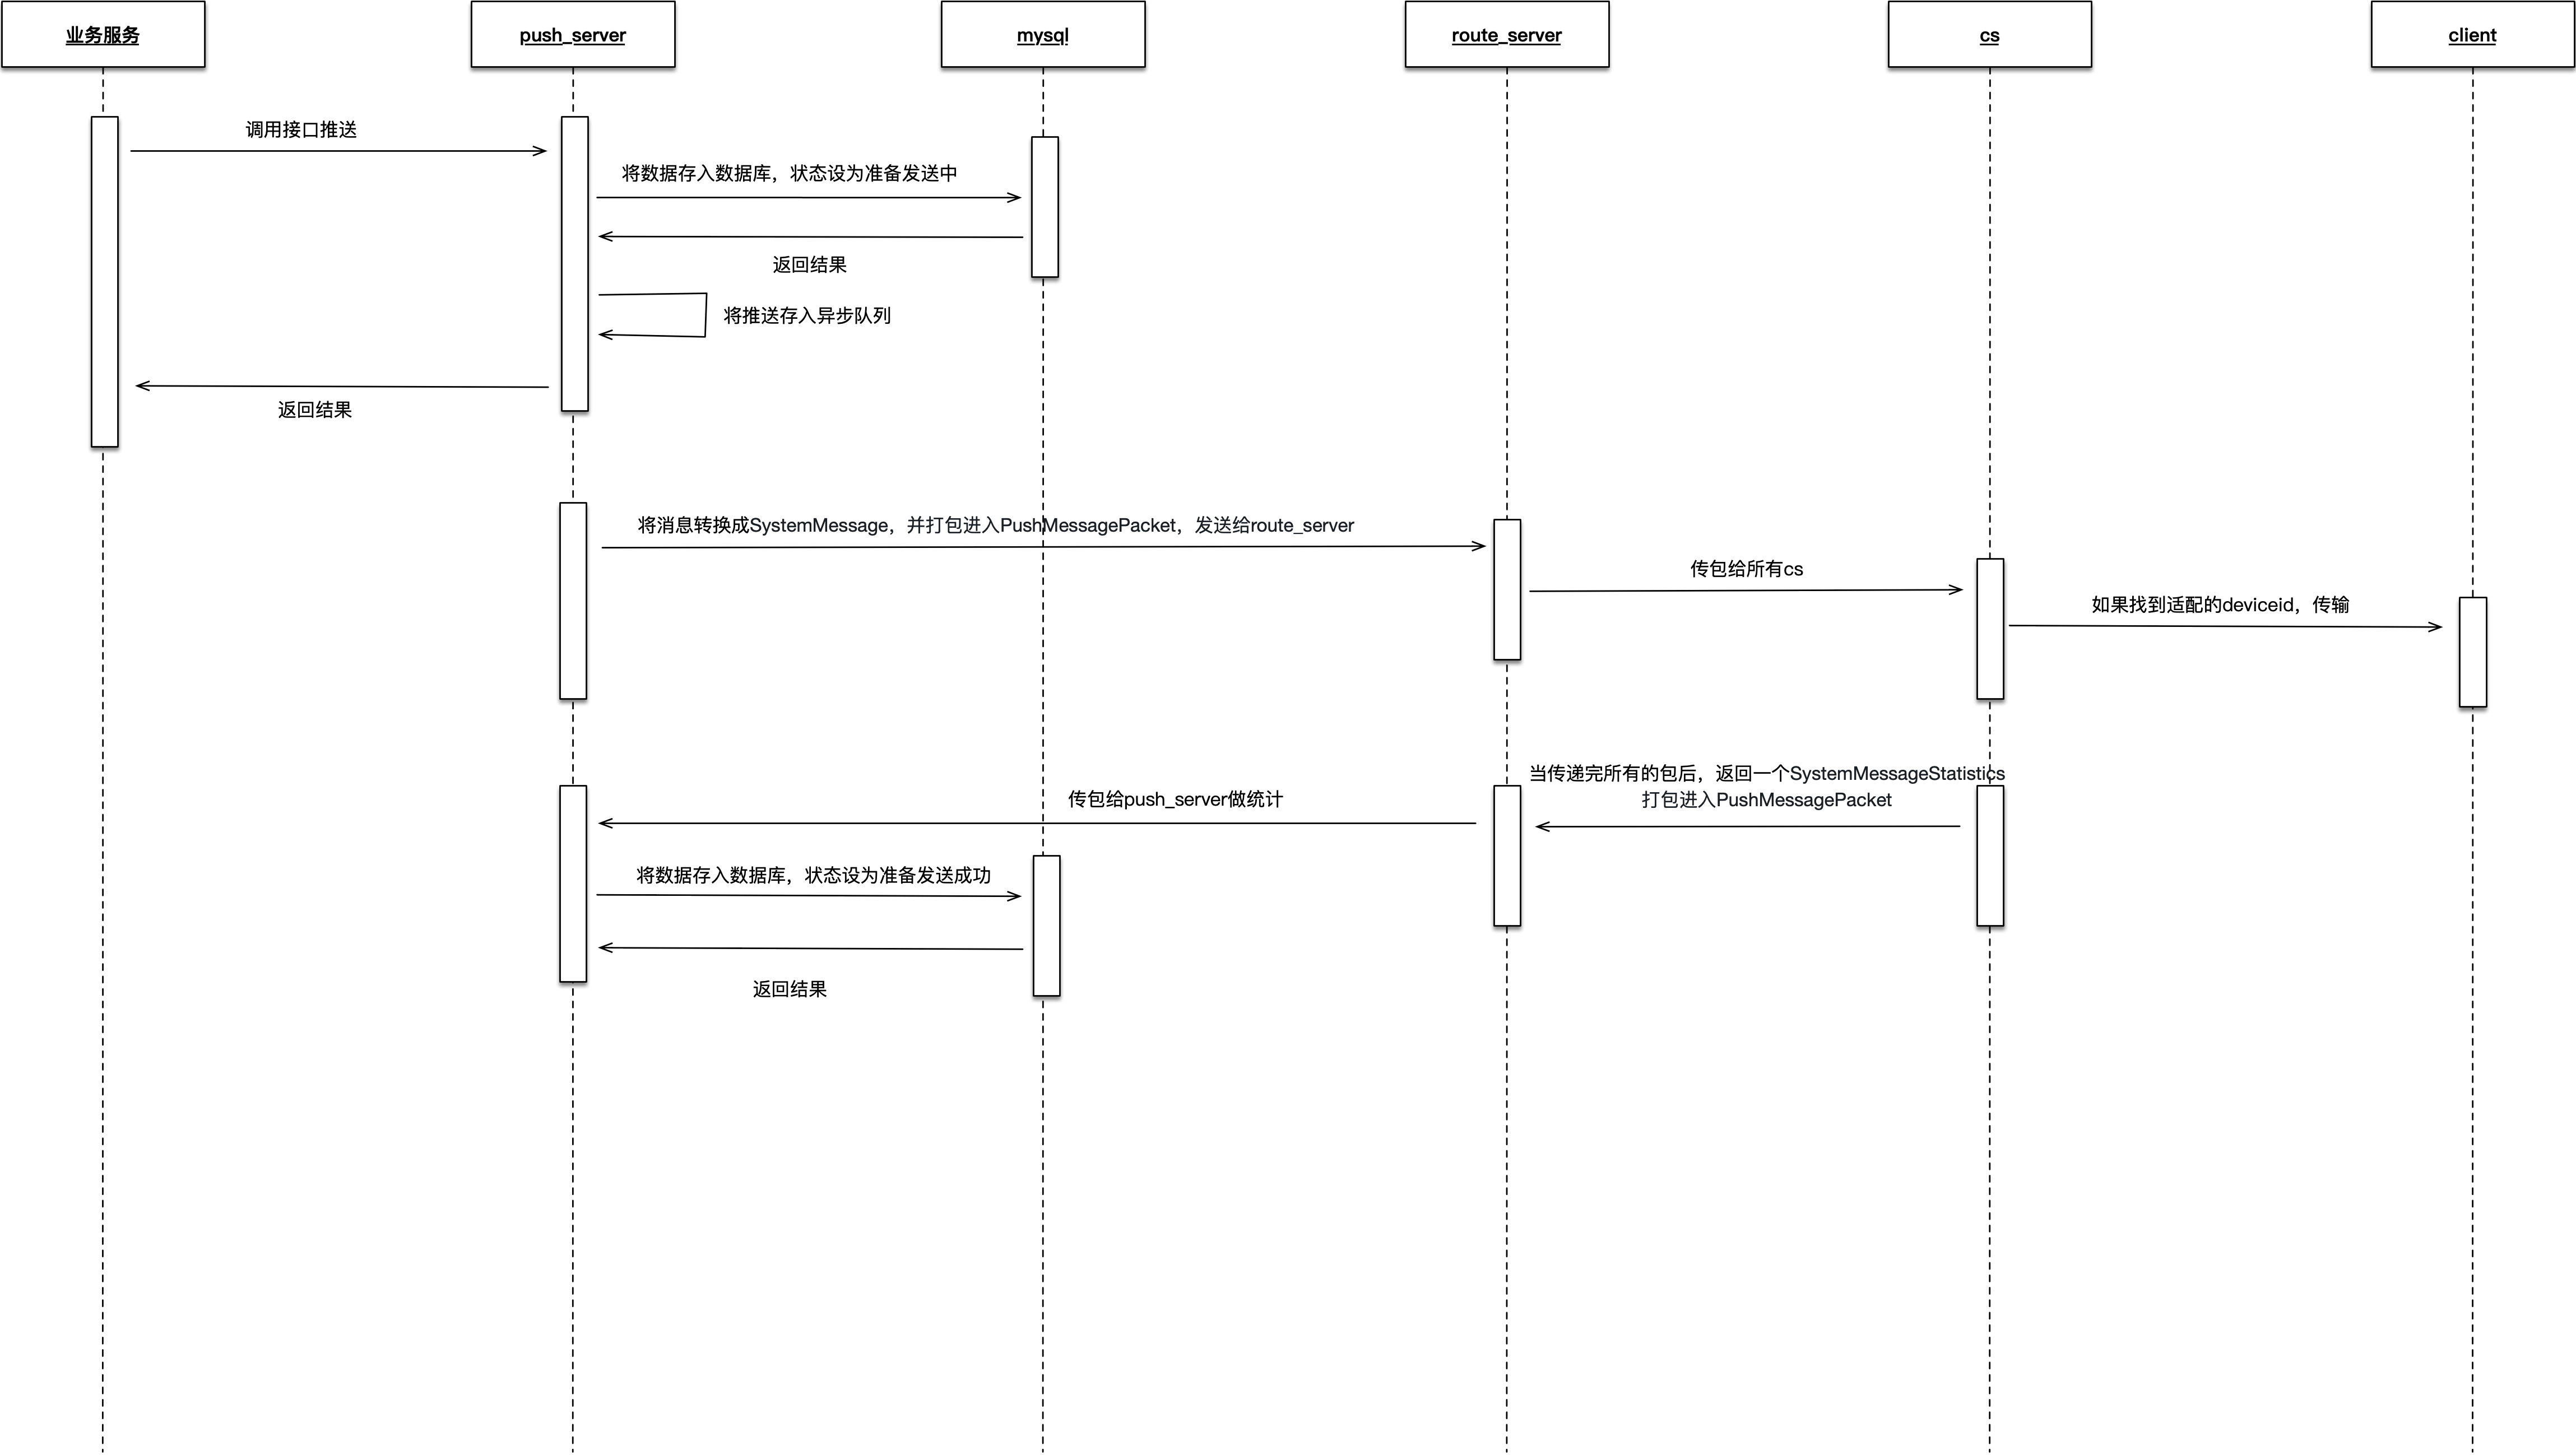 业务服务
push_server
mysql
route_server
cs
client
调用接口推送
将数据存入数据库，状态设为准备发送中
返回结果
将推送存入异步队列
返回结果
将消息转换成SystemMessage，并打包进入PushMessagePacket，发送给route_server
传包给所有cs
如果找到适配的deviceid，传输
当传递完所有的包后，返回一个SystemMessageStatistics
打包进入PushMessagePacket
传包给push_server做统计
将数据存入数据库，状态设为准备发送成功
返回结果